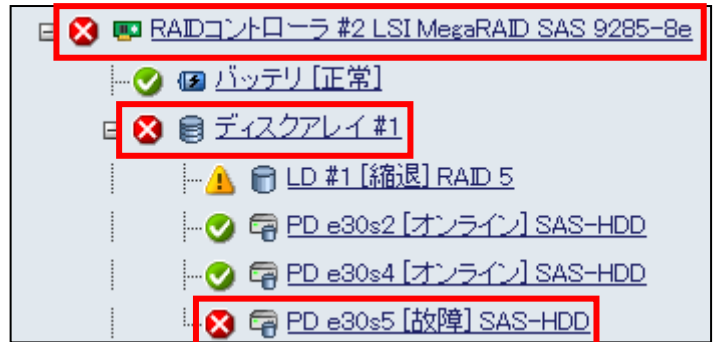 RAIDコントローラ #2 LSI MegaRAID SAS 9285-8e
バッテリ [正常]
ディスクアレイ #1
LD #1 [縮退] RAID 5
PD e30s2 [オンライン] SAS-HDD
PD e30s4 [オンライン] SAS-HDD
PD e30s5 [故障] SAS-HDD